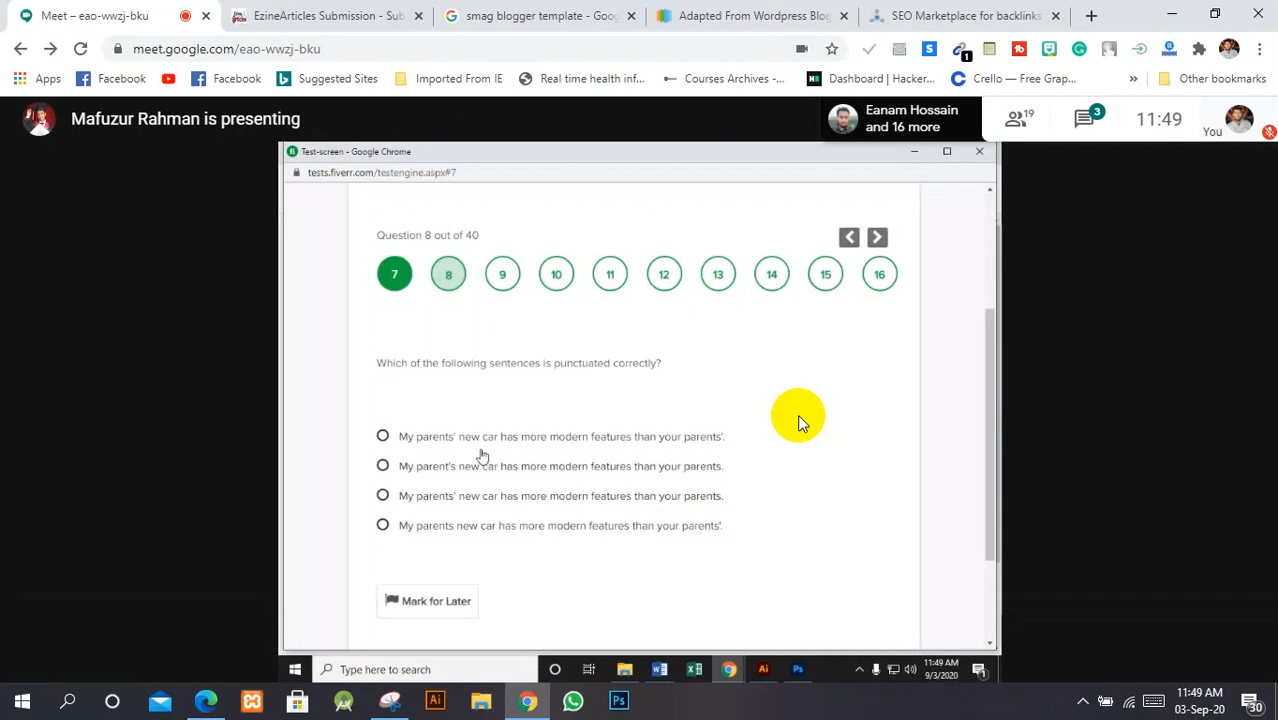 Meet – eao-wwzj-bku
EzineArticles Submission - Sub
smag blogger template - Goog
Adapted From Wordpress Blog
SEO Marketplace for backlinks
meet.google.com/eao-wwzj-bku
1
Apps
Facebook
Facebook
Suggested Sites
Imported From IE
Real time health inf...
Courses Archives -...
Dashboard | Hacker...
Crello — Free Grap...
Other bookmarks
Mafuzur Rahman is presenting
Eanam Hossain
and 16 more
19
3
11:49
You
Test-screen - Google Chrome
tests.fiverr.com/testengine.aspx#7
Question 8 out of 40
7
8
9
10
11
12
13
14
15
16
Which of the following sentences is punctuated correctly?
My parents' new car has more modern features than your parents'.
My parent's new car has more modern features than your parents.
My parents' new car has more modern features than your parents.
My parents new car has more modern features than your parents'.
Mark for Later
Type here to search
11:49 AM
9/3/2020
11:49 AM
03-Sep-20
30